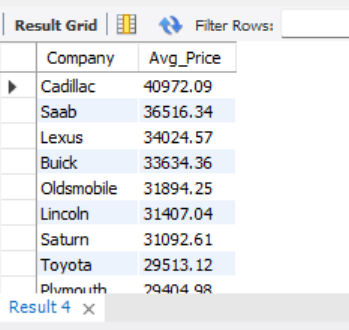 Result Grid Filter Rows:
Company Avg_Price
Cadillac 40972.09
Saab 36516.34
Lexus 34024.57
Buick 33634.36
Oldsmobile 31894.25
Lincoln 31407.04
Saturn 31092.61
Toyota 29513.12
Plymouth 29404.98
Result 4 ×